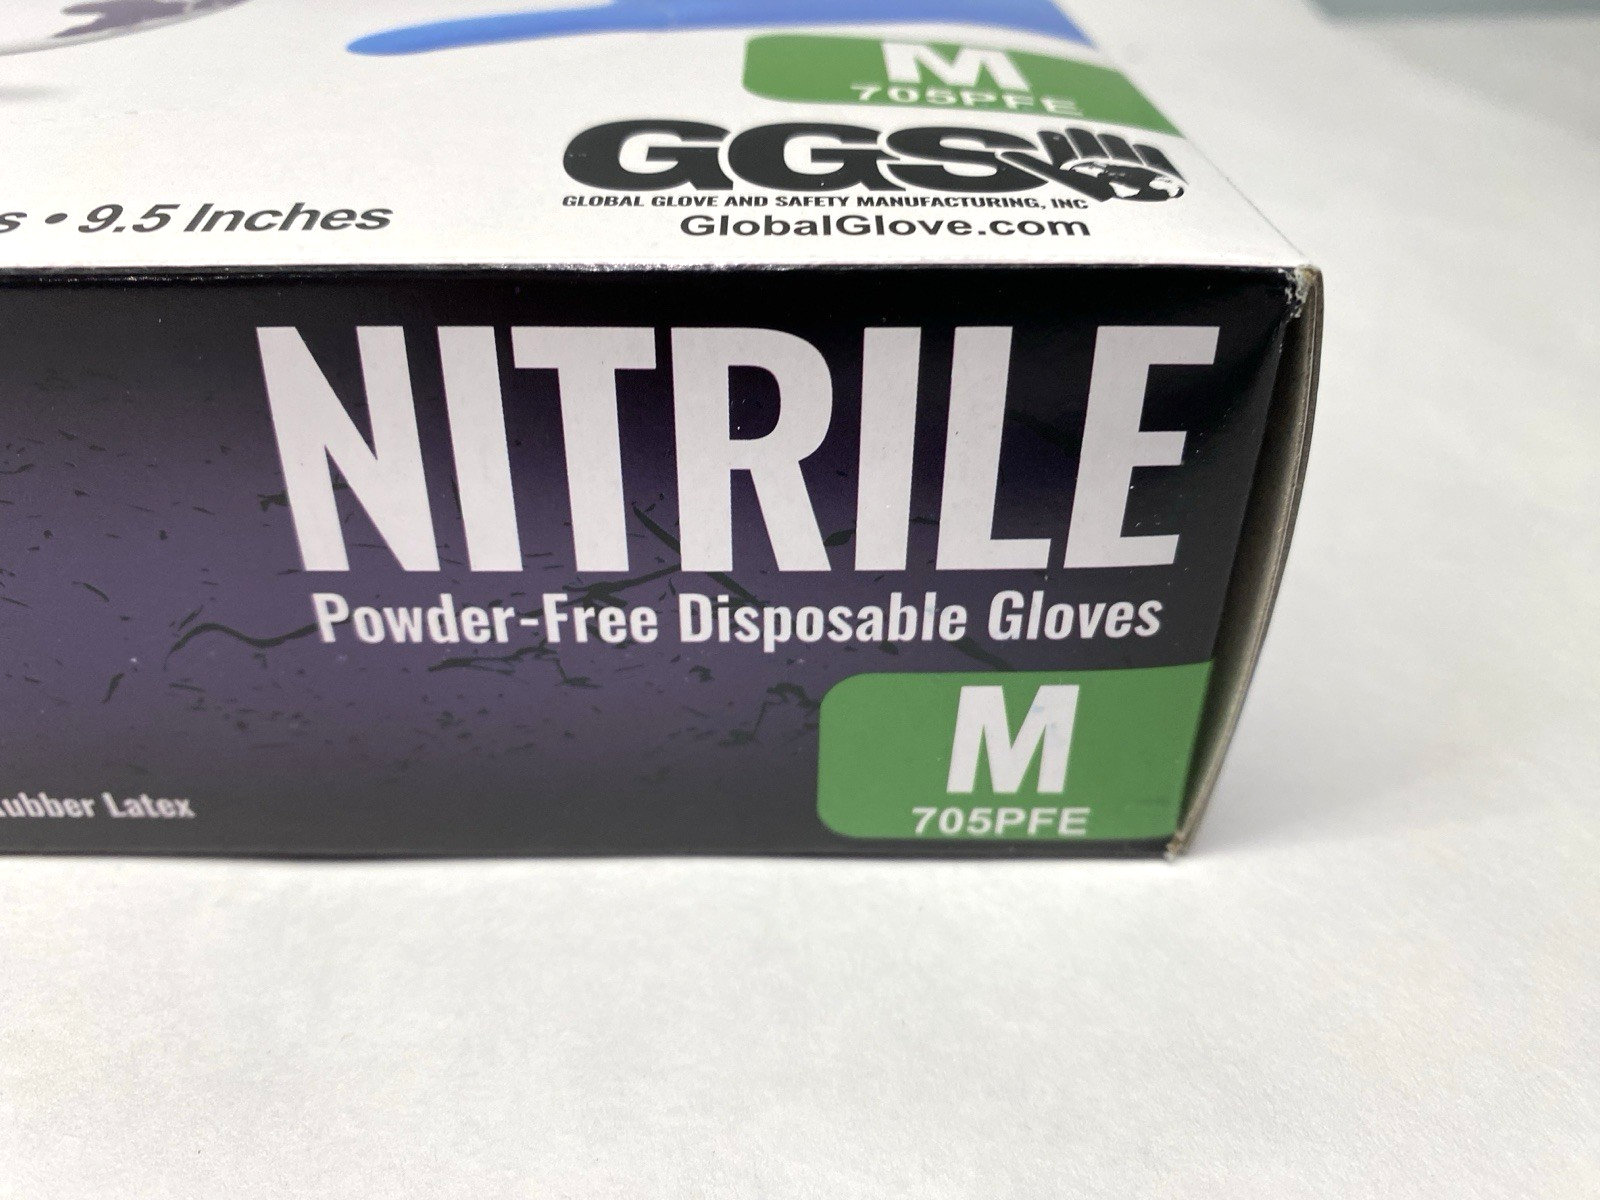 M
705PFE
GGS
GLOBAL GLOVE AND SAFETY MANUFACTURING, INC
• 9.5 Inches
GlobalGlove.com
NITRILE
Powder-Free Disposable Gloves
M
Latex
705PFE